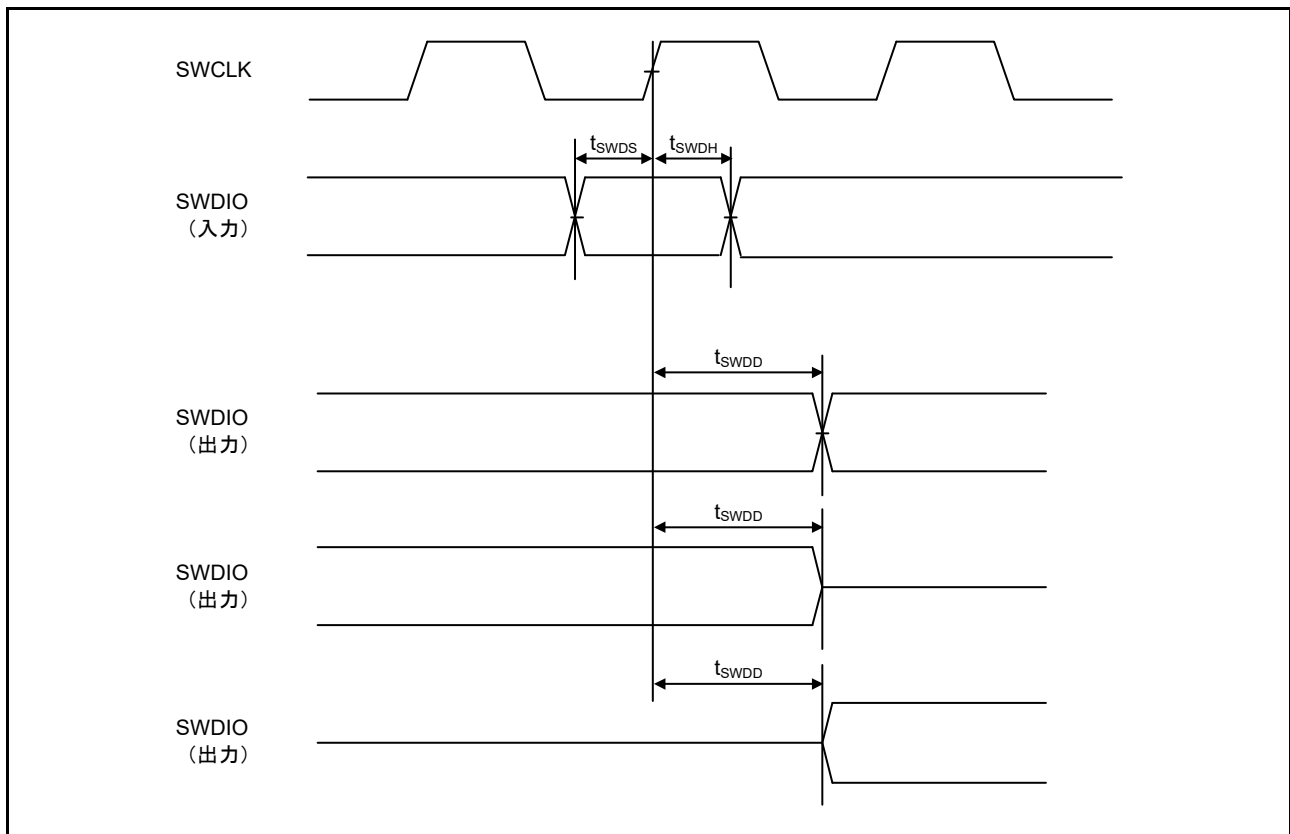 SWCLK
tSWDS
tSWDH
SWDIO
（入力）
tSWDD
SWDIO
（出力）
tSWDD
SWDIO
（出力）
tSWDD
SWDIO
（出力）